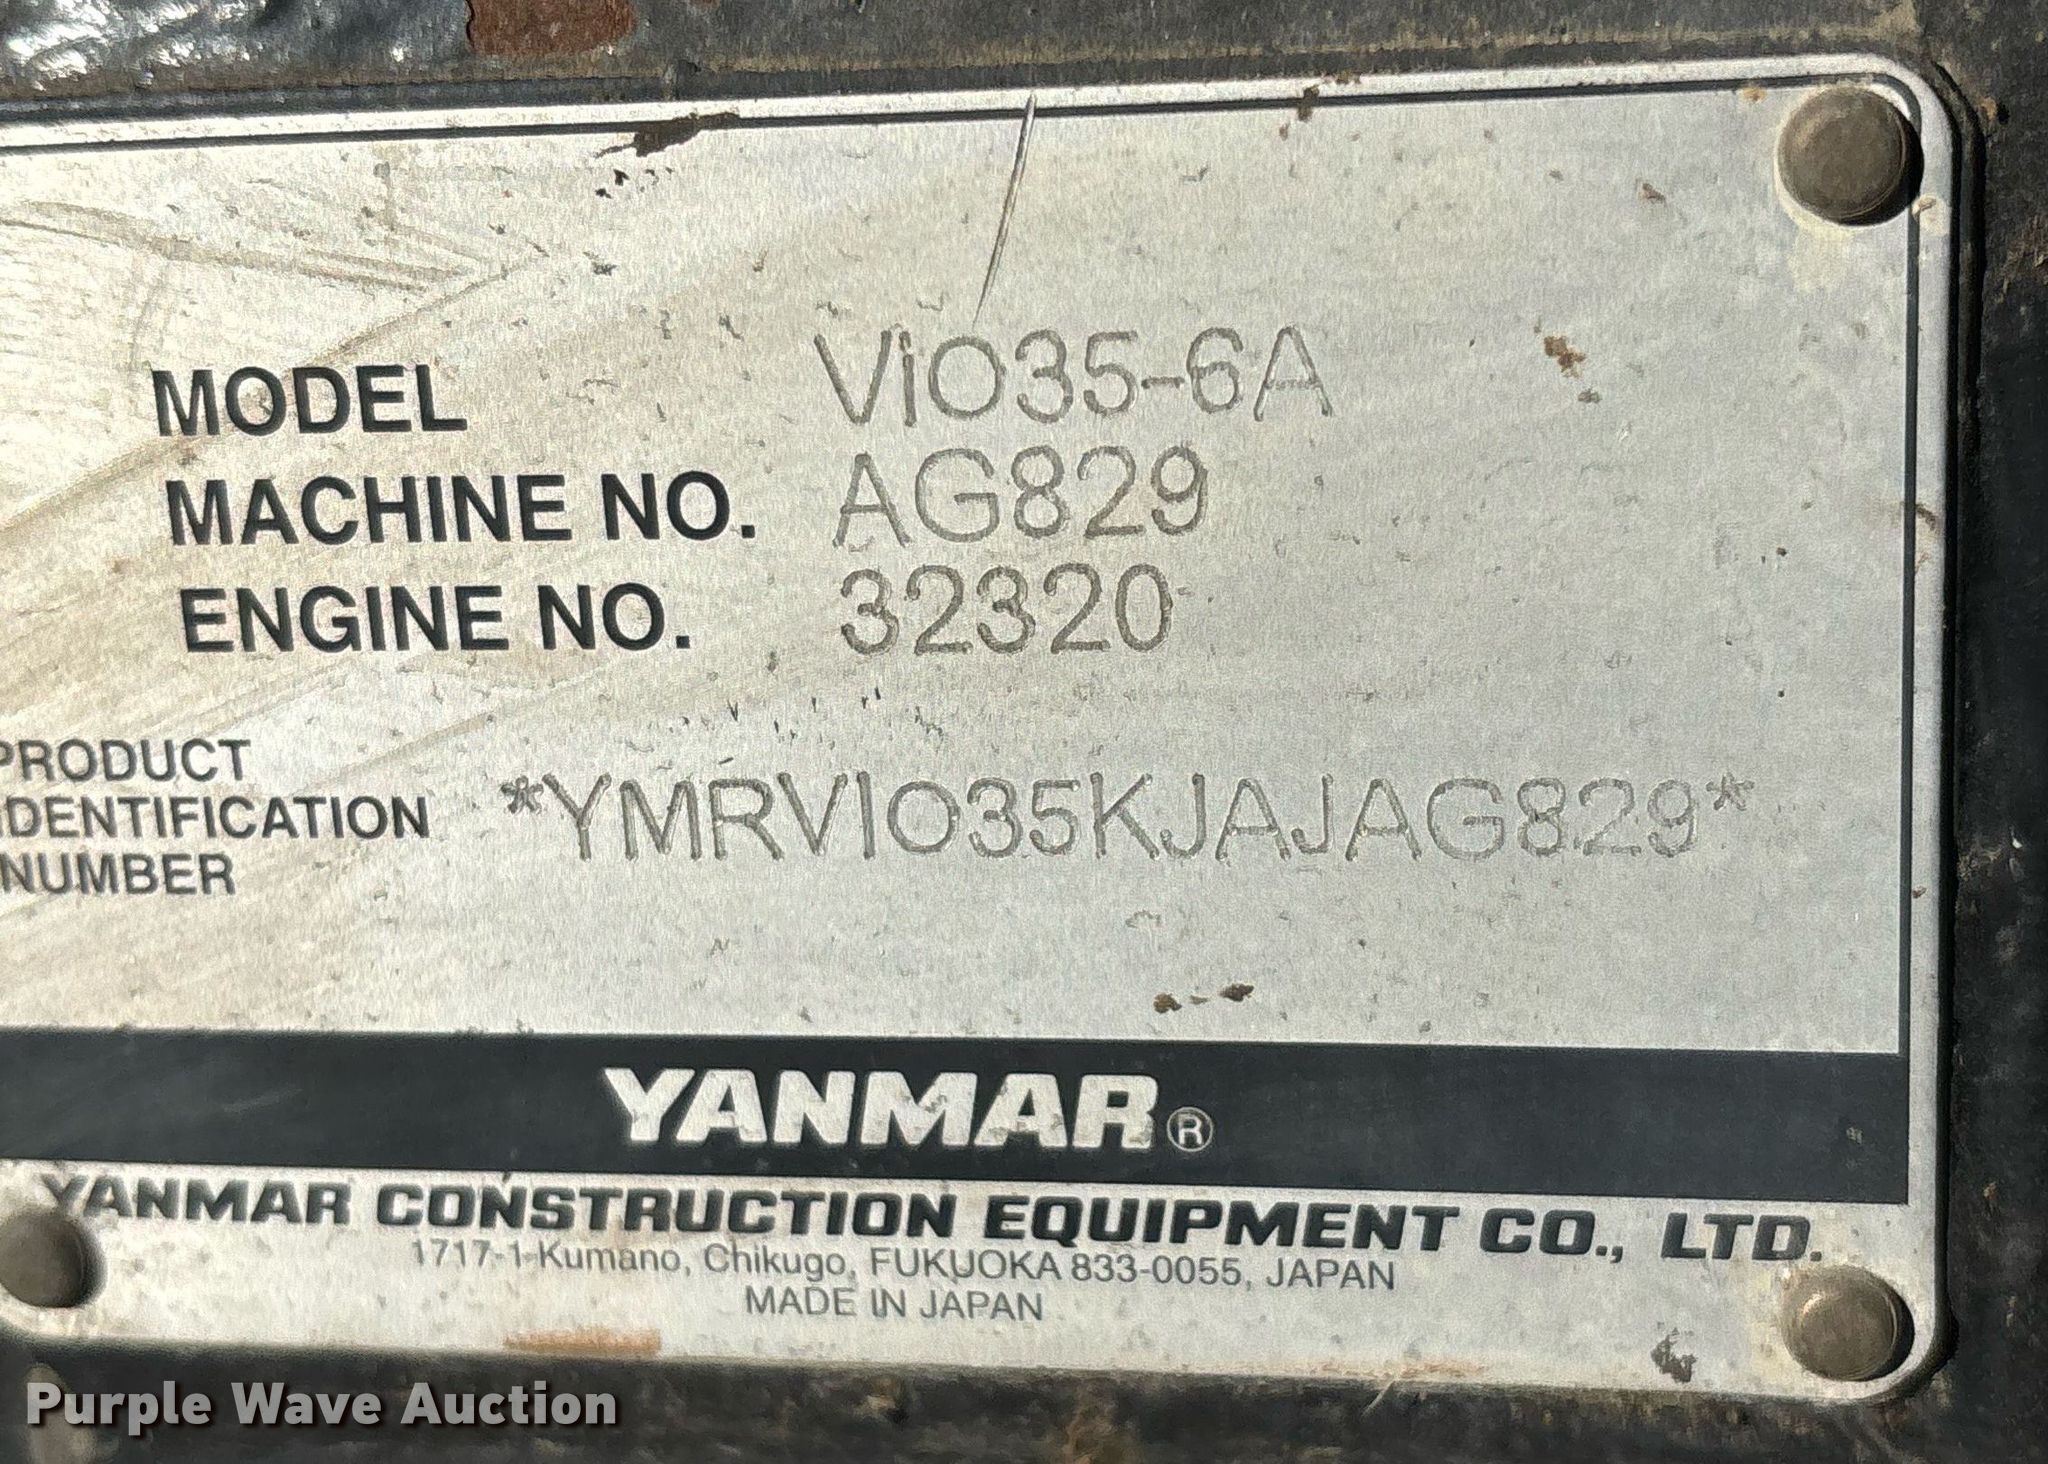 MODEL ViO35-6A
MACHINE NO. AG829
ENGINE NO. 32320
PRODUCT
IDENTIFICATION *YMRVIO35KJAJAG829*
NUMBER
YANMAR®
YANMAR CONSTRUCTION EQUIPMENT CO., LTD.
1717-1-Kumano, Chikugo, FUKUOKA 833-0055, JAPAN
MADE IN JAPAN
Purple Wave Auction